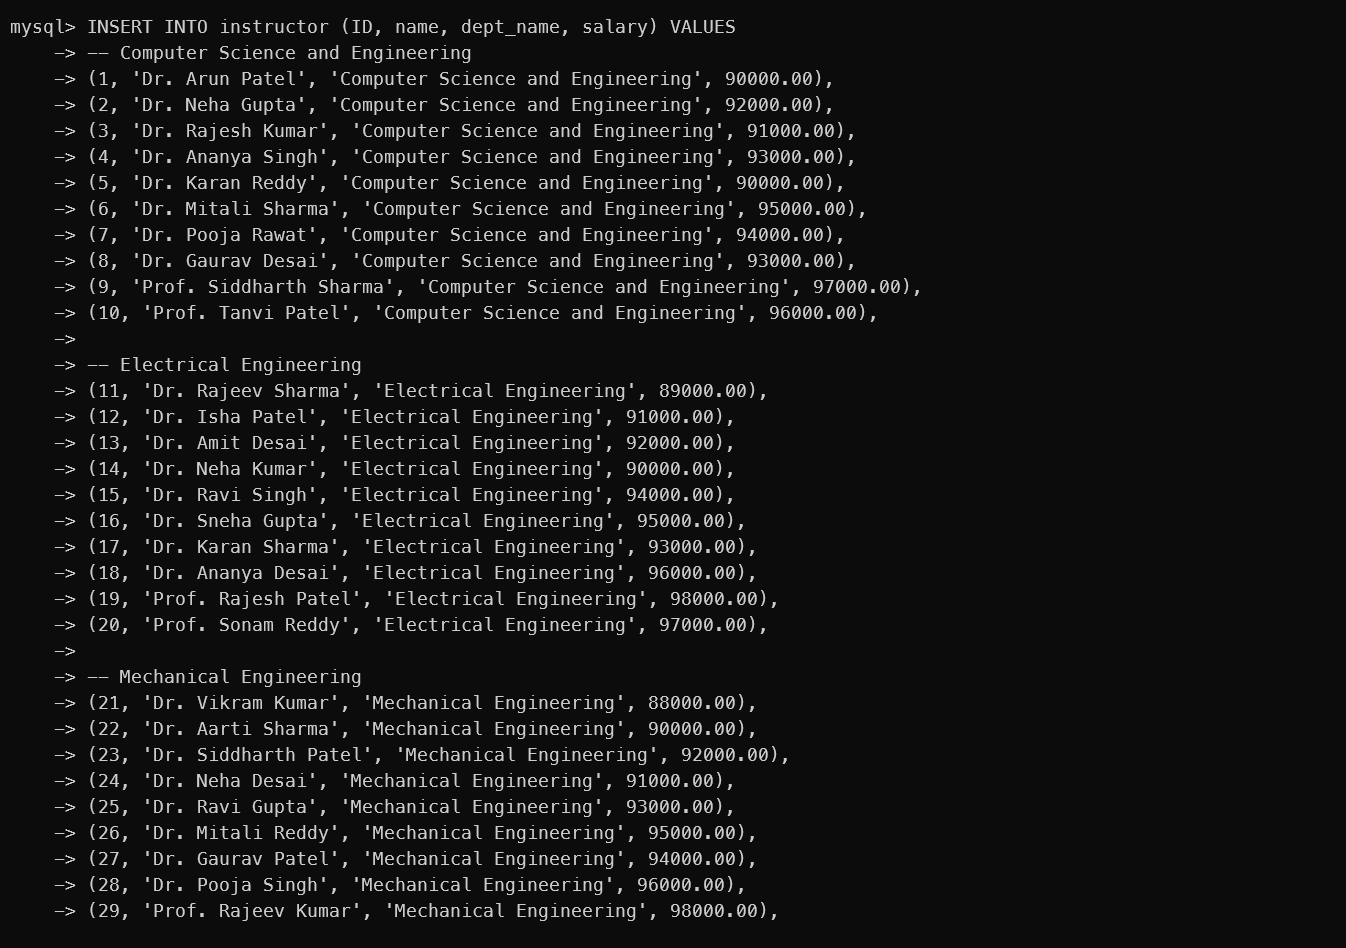 mysql> INSERT INTO instructor (ID, name, dept_name, salary) VALUES
    -> -- Computer Science and Engineering
    -> (1, 'Dr. Arun Patel', 'Computer Science and Engineering', 90000.00),
    -> (2, 'Dr. Neha Gupta', 'Computer Science and Engineering', 92000.00),
    -> (3, 'Dr. Rajesh Kumar', 'Computer Science and Engineering', 91000.00),
    -> (4, 'Dr. Ananya Singh', 'Computer Science and Engineering', 93000.00),
    -> (5, 'Dr. Karan Reddy', 'Computer Science and Engineering', 90000.00),
    -> (6, 'Dr. Mitali Sharma', 'Computer Science and Engineering', 95000.00),
    -> (7, 'Dr. Pooja Rawat', 'Computer Science and Engineering', 94000.00),
    -> (8, 'Dr. Gaurav Desai', 'Computer Science and Engineering', 93000.00),
    -> (9, 'Prof. Siddharth Sharma', 'Computer Science and Engineering', 97000.00),
    -> (10, 'Prof. Tanvi Patel', 'Computer Science and Engineering', 96000.00),
    ->
    -> -- Electrical Engineering
    -> (11, 'Dr. Rajeev Sharma', 'Electrical Engineering', 89000.00),
    -> (12, 'Dr. Isha Patel', 'Electrical Engineering', 91000.00),
    -> (13, 'Dr. Amit Desai', 'Electrical Engineering', 92000.00),
    -> (14, 'Dr. Neha Kumar', 'Electrical Engineering', 90000.00),
    -> (15, 'Dr. Ravi Singh', 'Electrical Engineering', 94000.00),
    -> (16, 'Dr. Sneha Gupta', 'Electrical Engineering', 95000.00),
    -> (17, 'Dr. Karan Sharma', 'Electrical Engineering', 93000.00),
    -> (18, 'Dr. Ananya Desai', 'Electrical Engineering', 96000.00),
    -> (19, 'Prof. Rajesh Patel', 'Electrical Engineering', 98000.00),
    -> (20, 'Prof. Sonam Reddy', 'Electrical Engineering', 97000.00),
    ->
    -> -- Mechanical Engineering
    -> (21, 'Dr. Vikram Kumar', 'Mechanical Engineering', 88000.00),
    -> (22, 'Dr. Aarti Sharma', 'Mechanical Engineering', 90000.00),
    -> (23, 'Dr. Siddharth Patel', 'Mechanical Engineering', 92000.00),
    -> (24, 'Dr. Neha Desai', 'Mechanical Engineering', 91000.00),
    -> (25, 'Dr. Ravi Gupta', 'Mechanical Engineering', 93000.00),
    -> (26, 'Dr. Mitali Reddy', 'Mechanical Engineering', 95000.00),
    -> (27, 'Dr. Gaurav Patel', 'Mechanical Engineering', 94000.00),
    -> (28, 'Dr. Pooja Singh', 'Mechanical Engineering', 96000.00),
    -> (29, 'Prof. Rajeev Kumar', 'Mechanical Engineering', 98000.00),